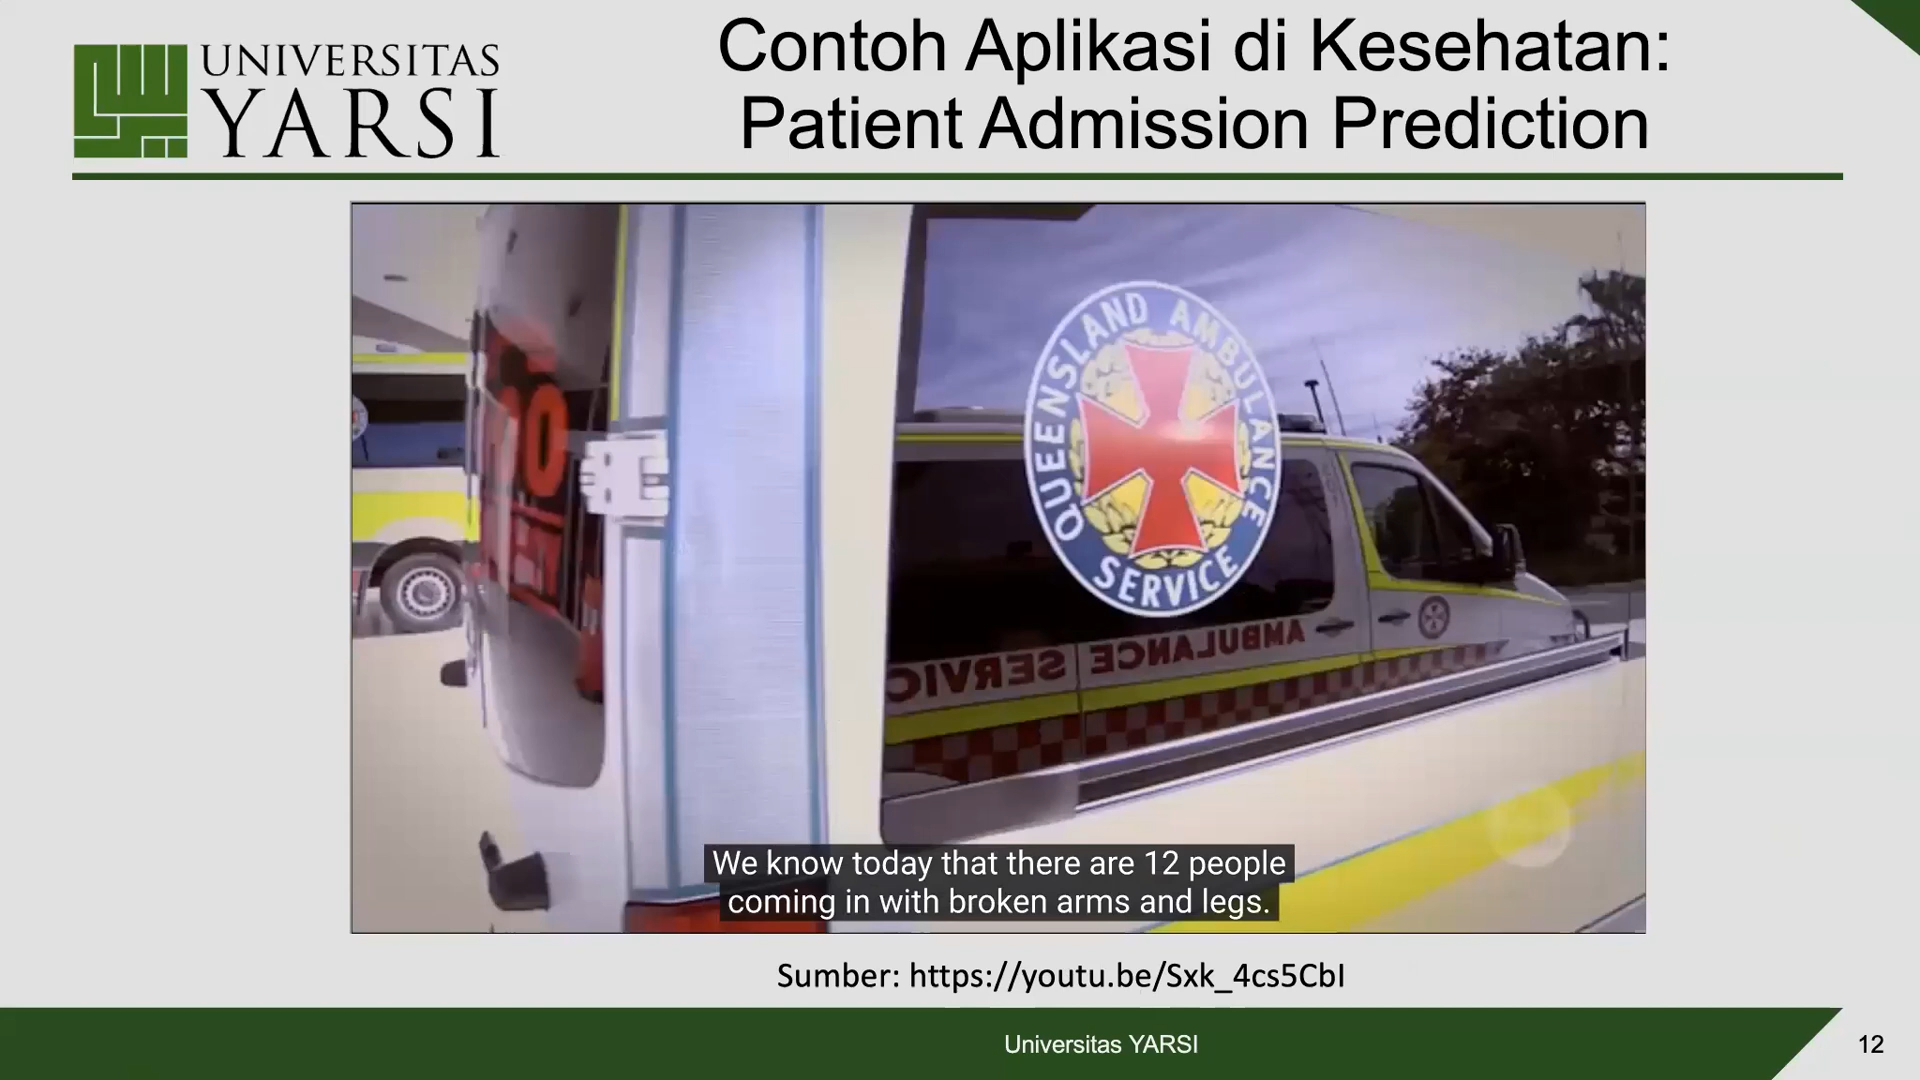 UNIVERSITAS
YARSI
Contoh Aplikasi di Kesehatan:
Patient Admission Prediction
QUEENSLAND AMBULANCE
SERVICE
AMBULANCE SERVIC
We know today that there are 12 people
coming in with broken arms and legs.
Sumber: https://youtu.be/Sxk_4cs5CbI
Universitas YARSI
12